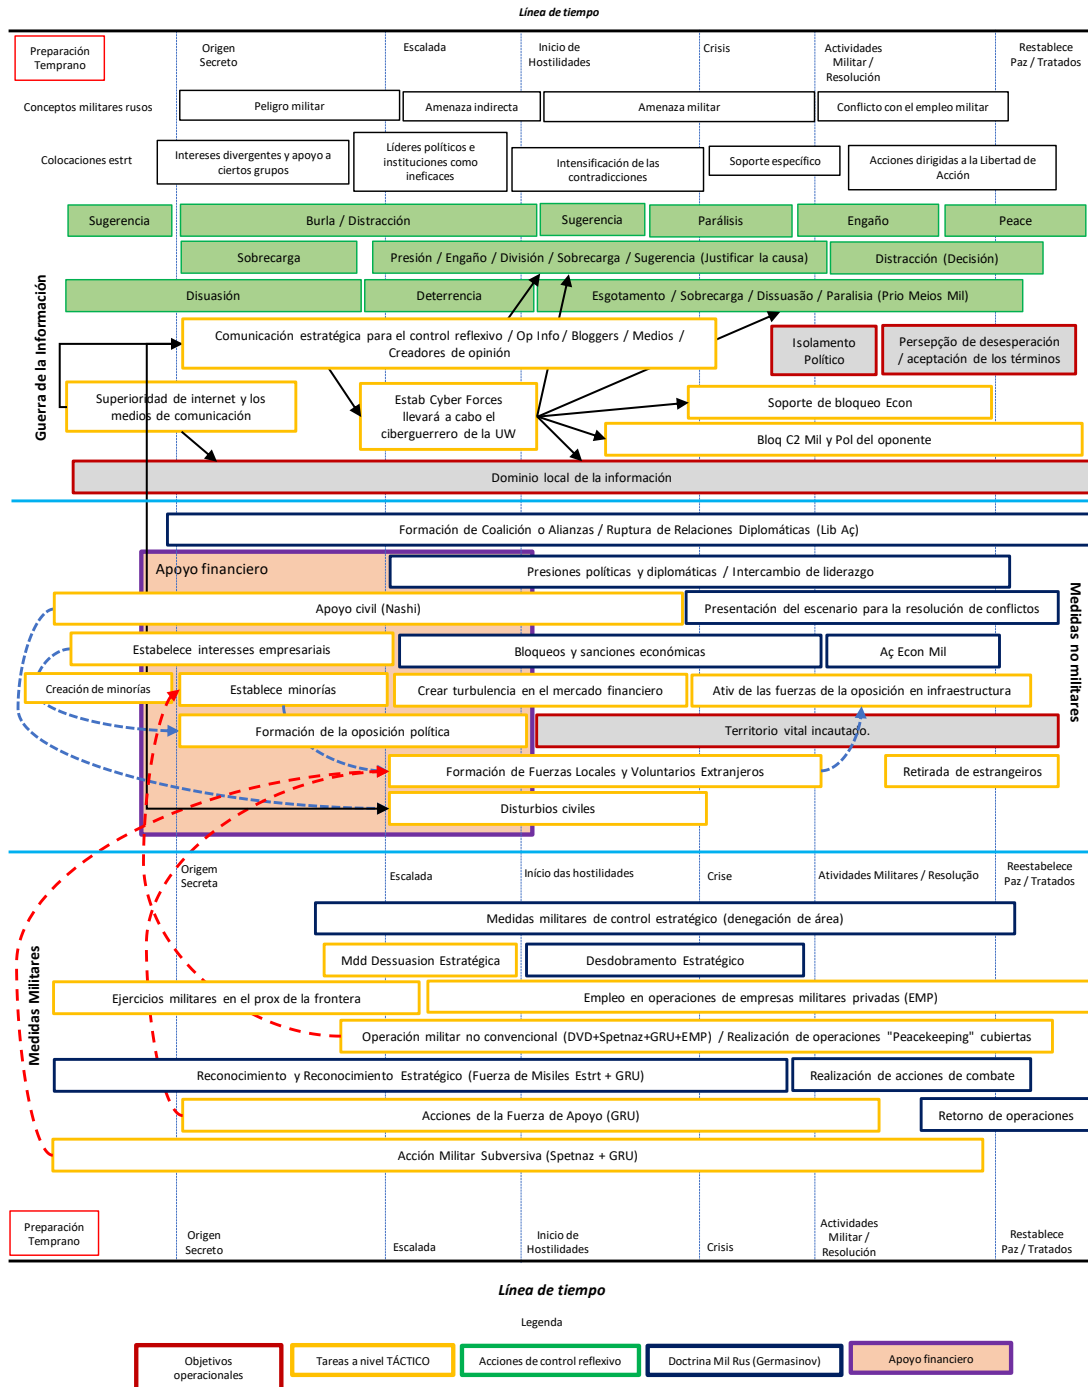 Línea de tiempo
Preparación
Temprano
Origen
Secreto
Escalada
Inicio de
Hostilidades
Crisis
Actividades
Militar /
Resolución
Restablece
Paz / Tratados
Conceptos militares rusos
Peligro militar
Amenaza indirecta
Amenaza militar
Conflicto con el empleo militar
Colocaciones estrt
Intereses divergentes y apoyo a
ciertos grupos
Líderes políticos e
instituciones como
ineficaces
Intensificación de las
contradicciones
Soporte específico
Acciones dirigidas a la Libertad de
Acción
Guerra de la Información
Sugerencia
Burla / Distracción
Sugerencia
Parálisis
Engaño
Peace
Sobrecarga
Presión / Engaño / División / Sobrecarga / Sugerencia (Justificar la causa)
Distracción (Decisión)
Disuasión
Deterrencia
Esgotamento / Sobrecarga / Dissuasão / Paralisia (Prio Meios Mil)
Comunicación estratégica para el control reflexivo / Op Info / Bloggers / Medios /
Creadores de opinión
Isolamento
Político
Persepção de desesperación
/ aceptación de los términos
Superioridad de internet y los
medios de comunicación
Estab Cyber Forces
llevará a cabo el
ciberguerrero de la UW
Soporte de bloqueo Econ
Bloq C2 Mil y Pol del oponente
Dominio local de la información
Medidas no militares
Formación de Coalición o Alianzas / Ruptura de Relaciones Diplomáticas (Lib Aç)
Apoyo financiero
Presiones políticas y diplomáticas / Intercambio de liderazgo
Apoyo civil (Nashi)
Presentación del escenario para la resolución de conflictos
Estabelece interesses empresariais
Bloqueos y sanciones económicas
Aç Econ Mil
Creación de minorías
Establece minorías
Crear turbulencia en el mercado financiero
Ativ de las fuerzas de la oposición en infraestructura
Formación de la oposición política
Territorio vital incautado.
Formación de Fuerzas Locales y Voluntarios Extranjeros
Retirada de estrangeiros
Disturbios civiles
Medidas Militares
Origem
Secreta
Escalada
Início das hostilidades
Crise
Atividades Militares / Resolução
Reestabelece
Paz / Tratados
Medidas militares de control estratégico (denegación de área)
Mdd Dessuasion Estratégica
Desdobramento Estratégico
Ejercicios militares en el prox de la frontera
Empleo en operaciones de empresas militares privadas (EMP)
Operación militar no convencional (DVD+Spetnaz+GRU+EMP) / Realización de operaciones "Peacekeeping" cubiertas
Reconocimiento y Reconocimiento Estratégico (Fuerza de Misiles Estrt + GRU)
Realización de acciones de combate
Acciones de la Fuerza de Apoyo (GRU)
Retorno de operaciones
Acción Militar Subversiva (Spetnaz + GRU)
Preparación
Temprano
Origen
Secreto
Escalada
Inicio de
Hostilidades
Crisis
Actividades
Militar /
Resolución
Restablece
Paz / Tratados
Línea de tiempo
Legenda
Objetivos
operacionales
Tareas a nivel TÁCTICO
Acciones de control reflexivo
Doctrina Mil Rus (Germasinov)
Apoyo financiero